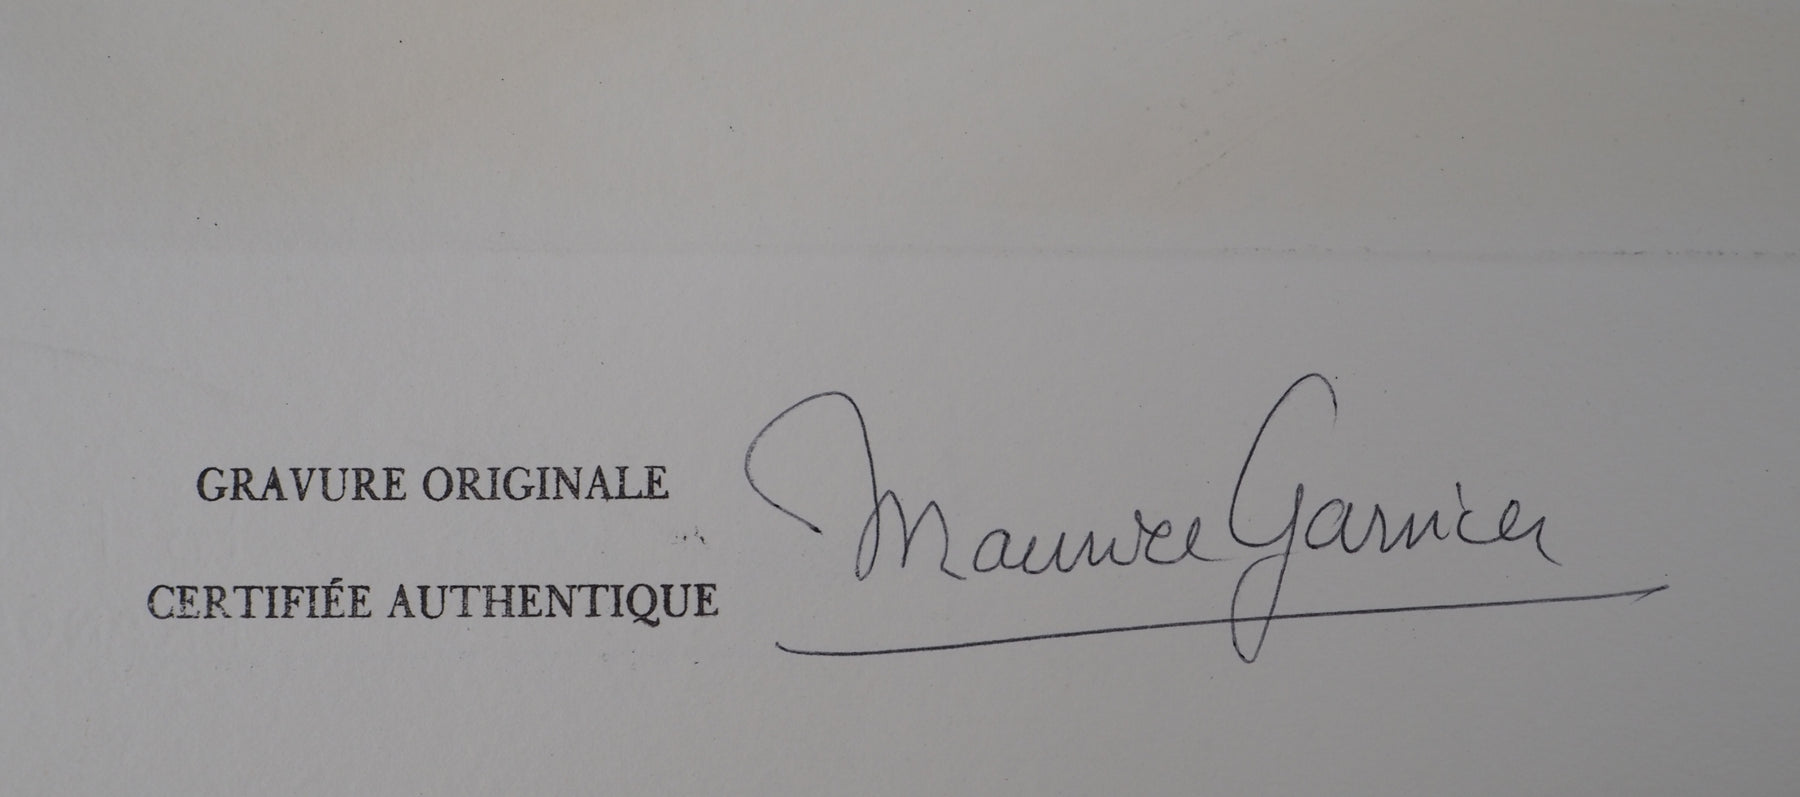 GRAVURE ORIGINALE
CERTIFIÉE AUTHENTIQUE
Maurice Garnier